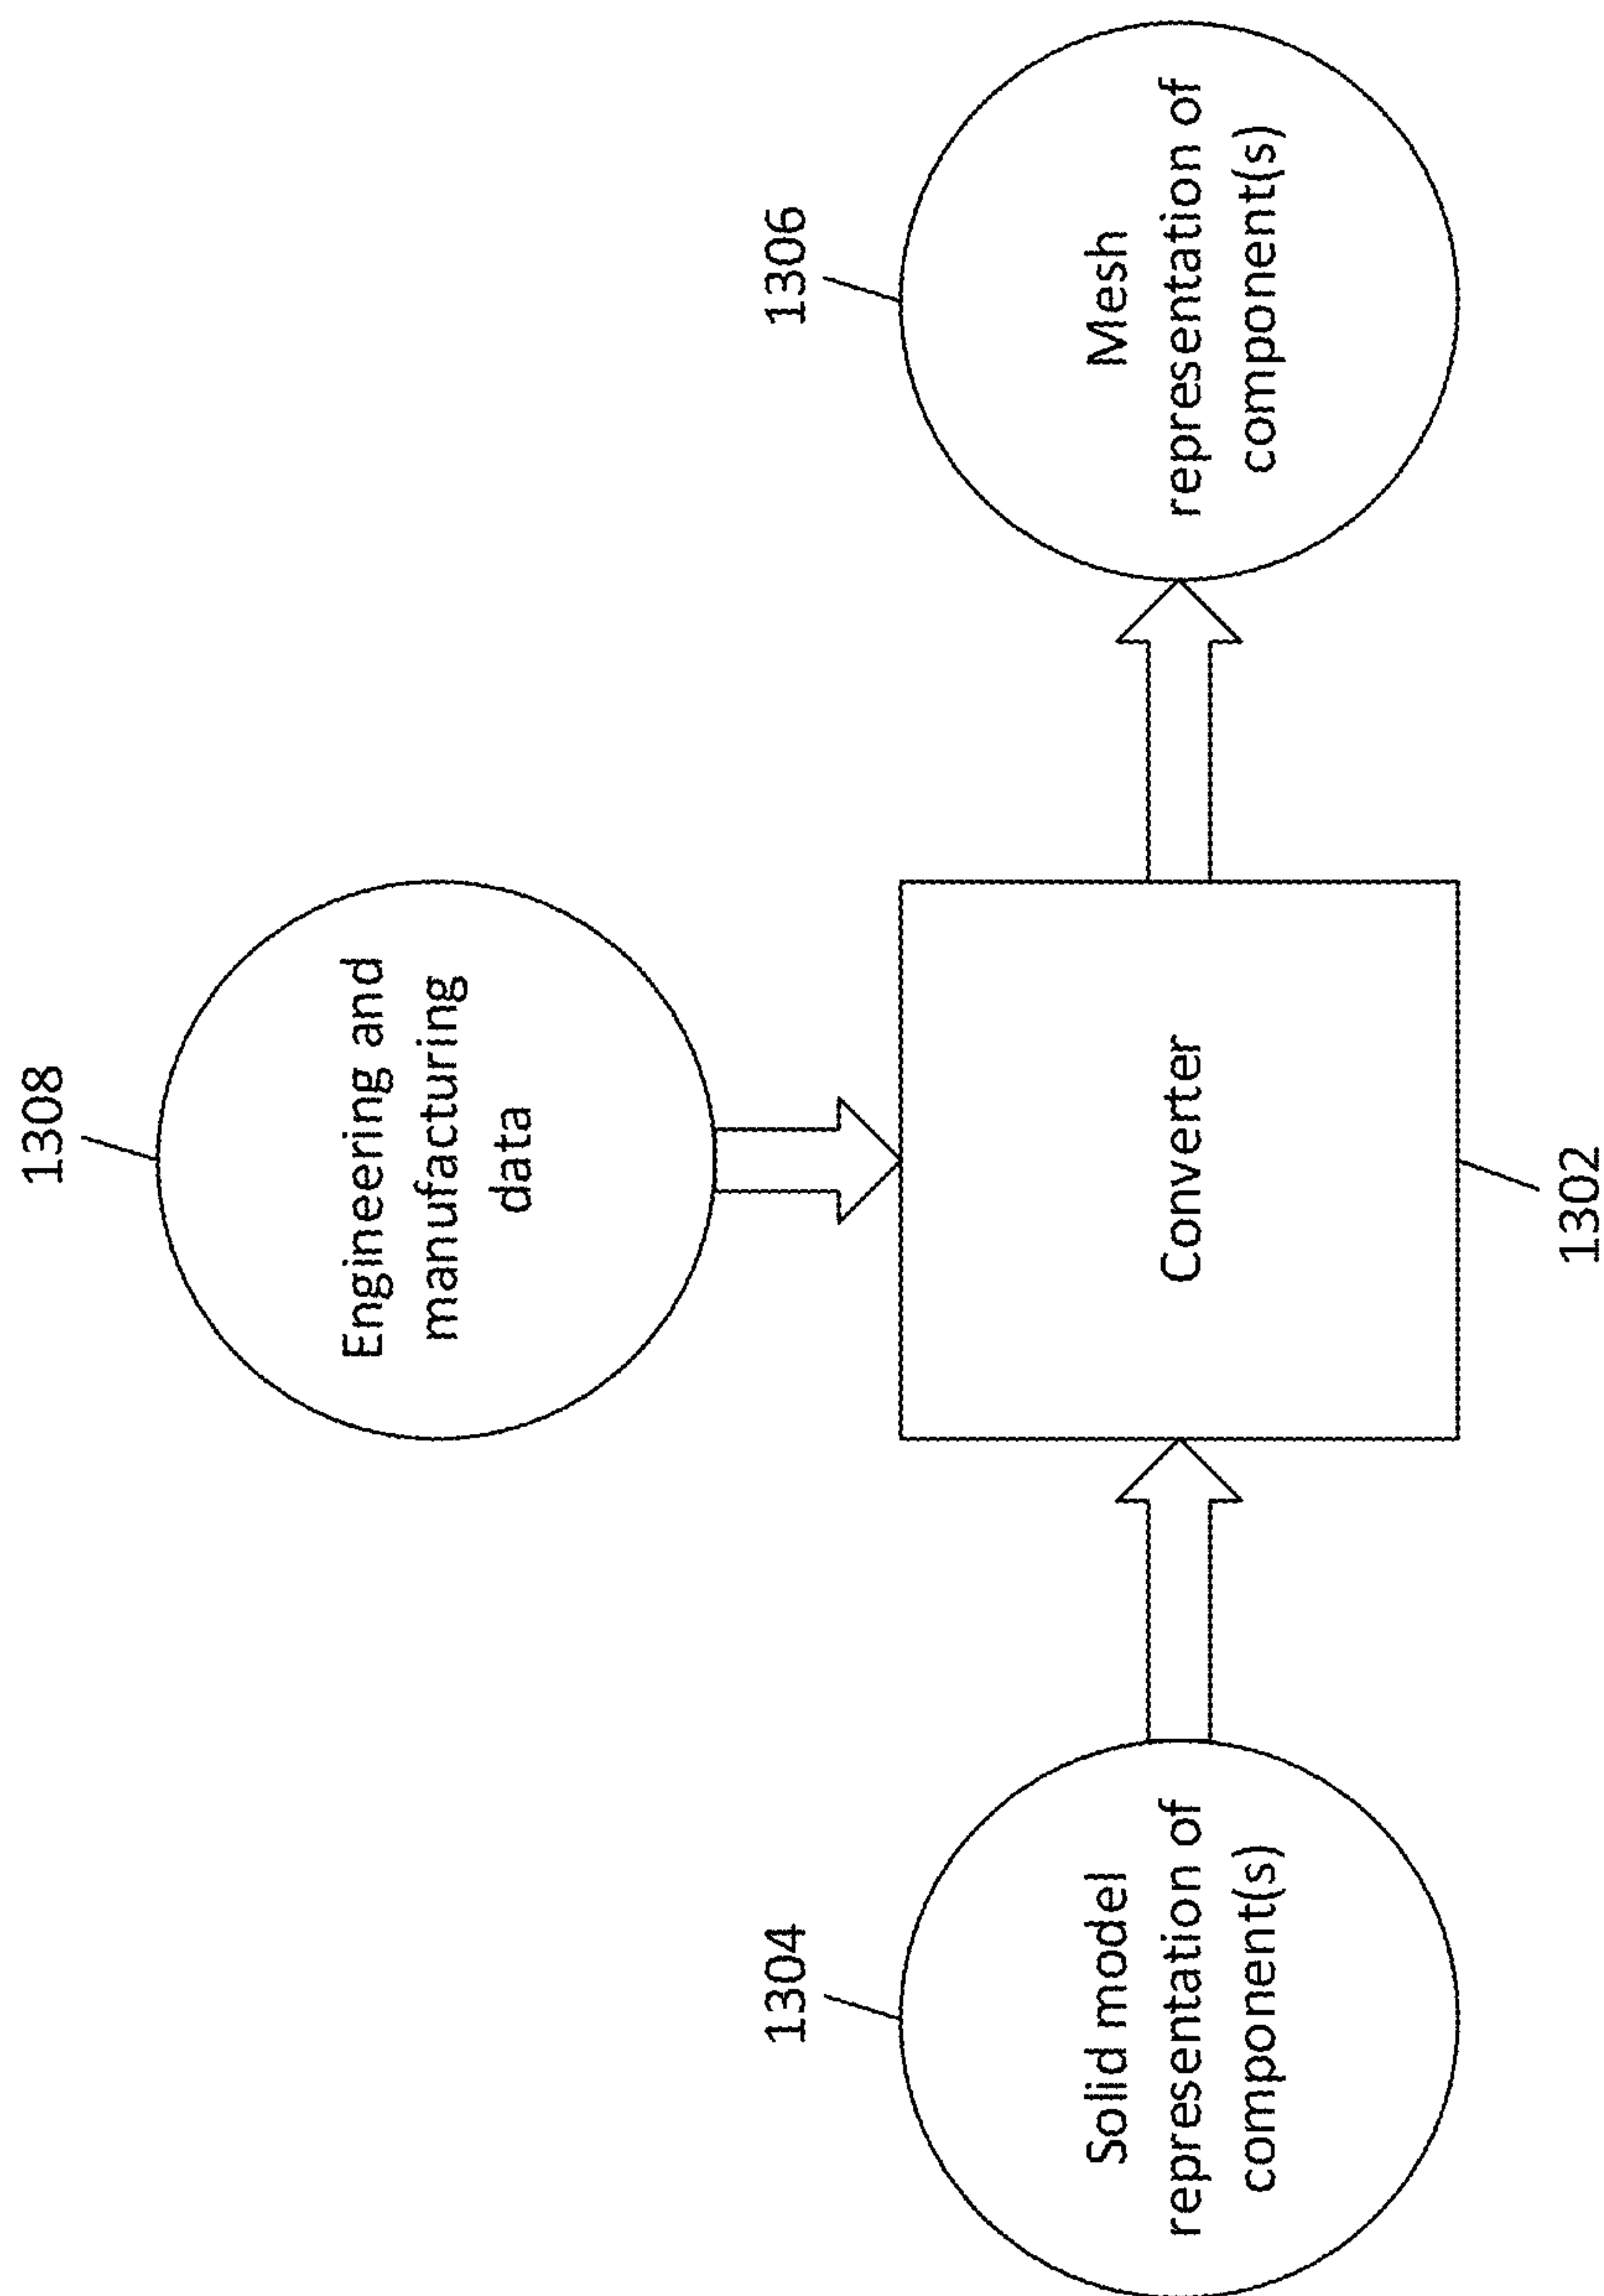 1308
Engineering and
manufacturing
data
1304
Solid model
representation of
component(s)
Converter
1302
1306
Mesh
representation of
component(s)